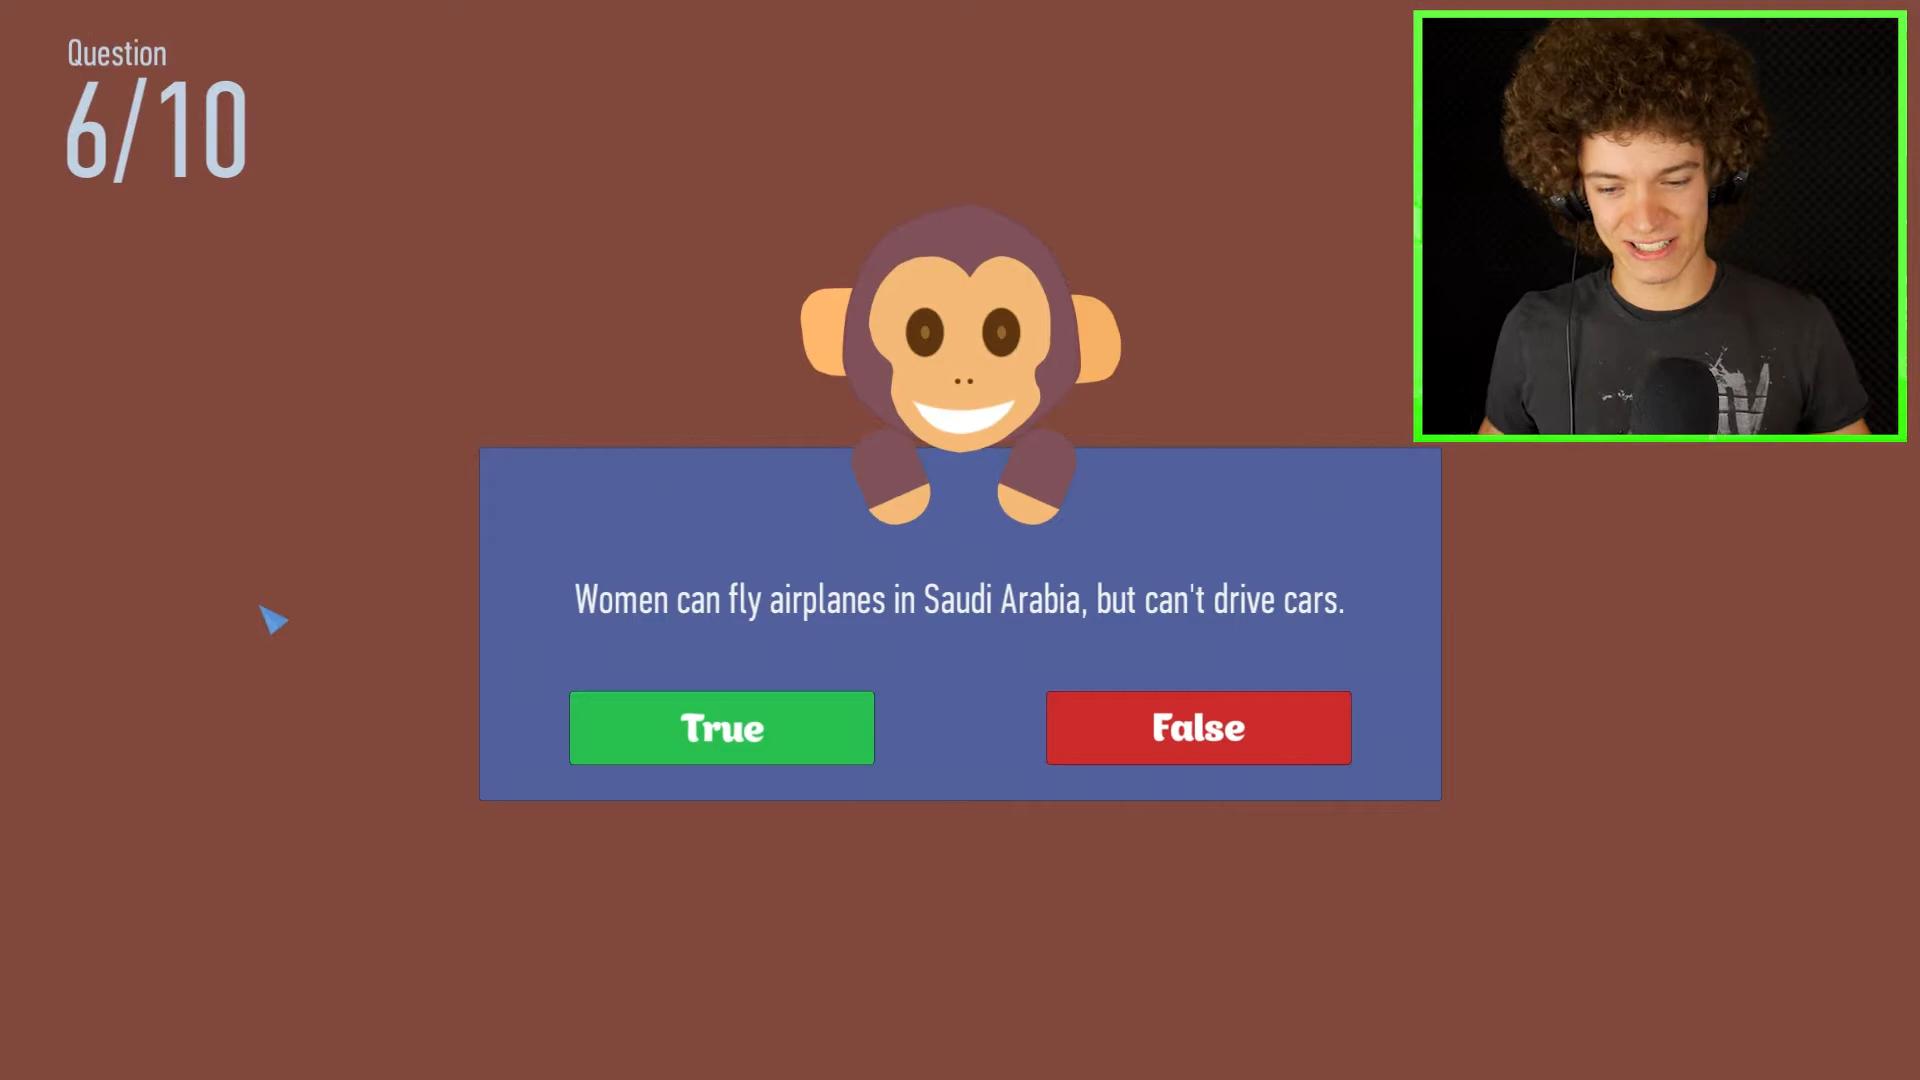 Question
6/10
Women can fly airplanes in Saudi Arabia, but can't drive cars.
True
False